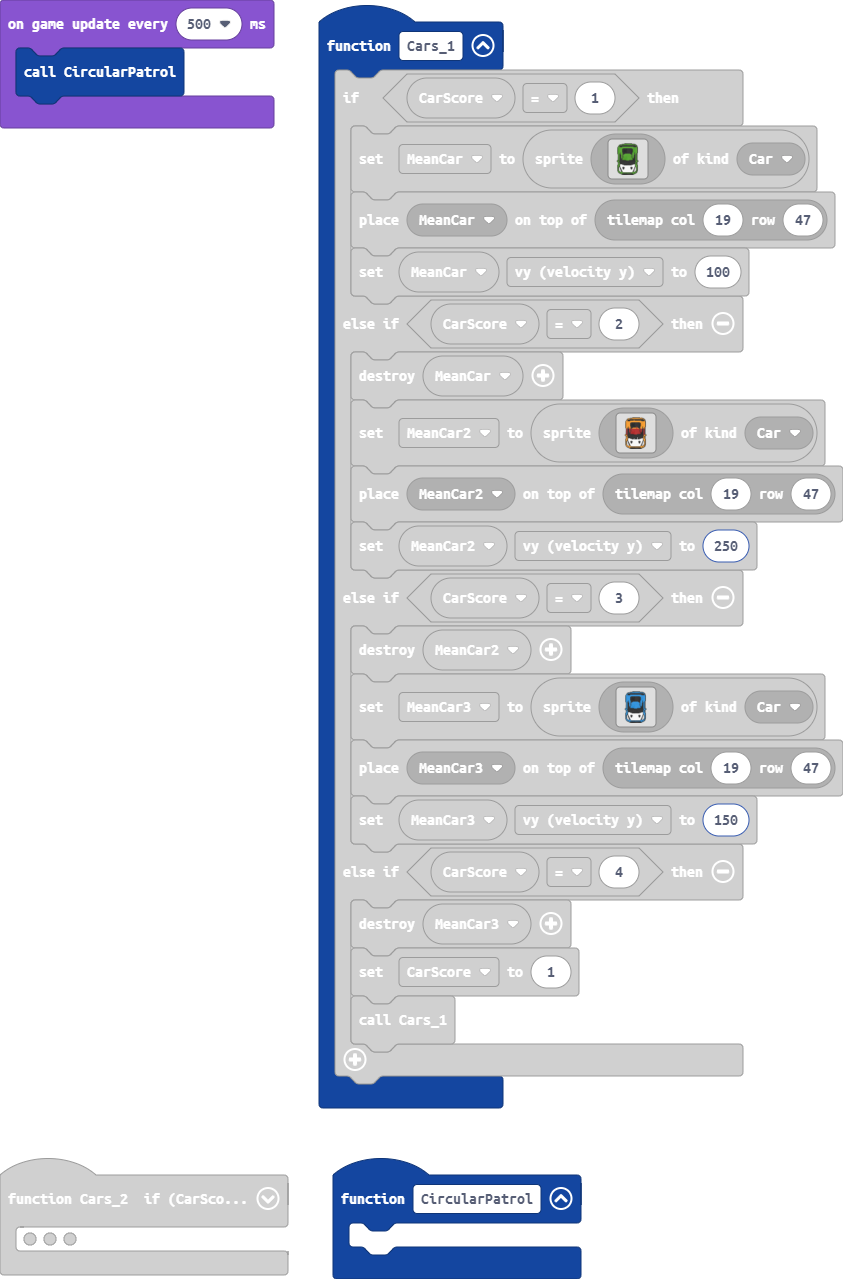 on game update every 500 ms
call CircularPatrol
function Cars_1
if CarScore = 1 then
set MeanCar to sprite of kind Car
place MeanCar on top of tilemap col 19 row 47
set MeanCar vy (velocity y) to 100
else if CarScore = 2 then
destroy MeanCar
set MeanCar2 to sprite of kind Car
place MeanCar2 on top of tilemap col 19 row 47
set MeanCar2 vy (velocity y) to 250
else if CarScore = 3 then
destroy MeanCar2
set MeanCar3 to sprite of kind Car
place MeanCar3 on top of tilemap col 19 row 47
set MeanCar3 vy (velocity y) to 150
else if CarScore = 4 then
destroy MeanCar3
set CarScore to 1
call Cars_1
function Cars_2 if (CarSco...
function CircularPatrol